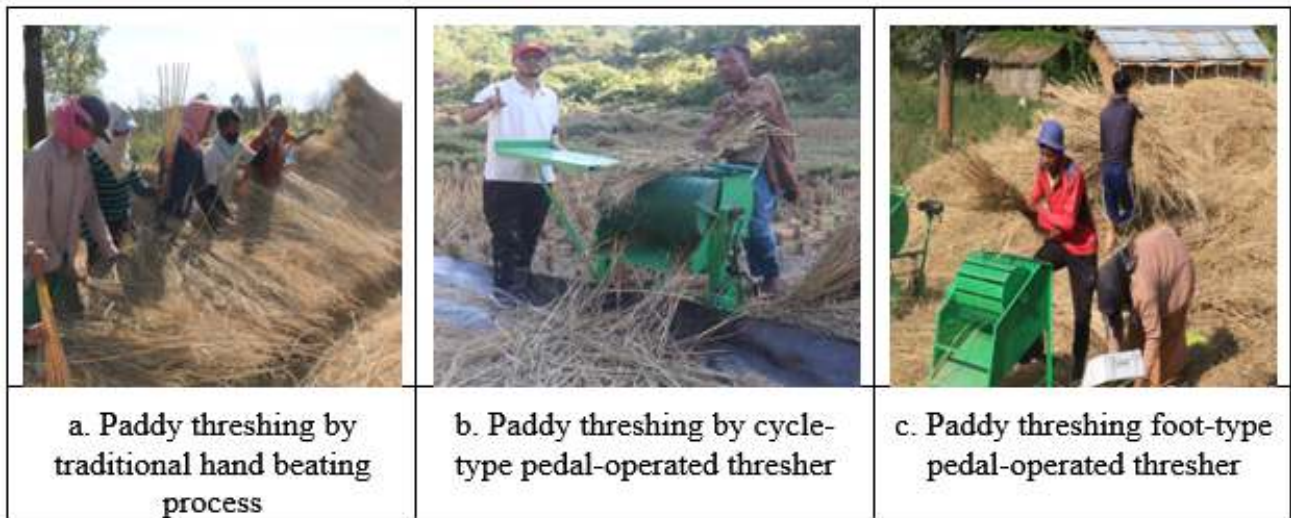 a. Paddy threshing by
traditional hand beating
process
b. Paddy threshing by cycle-
type pedal-operated thresher
c. Paddy threshing foot-type
pedal-operated thresher